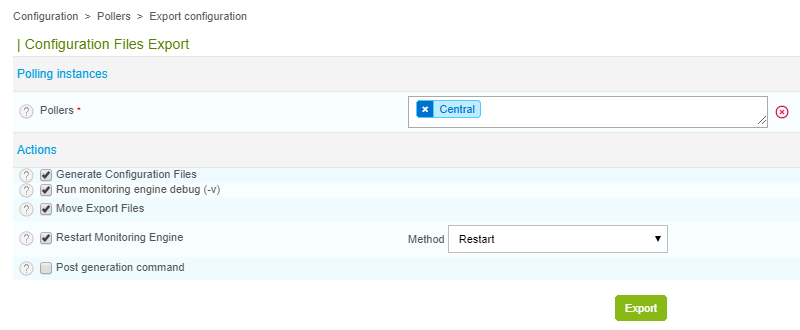 Configuration > Pollers > Export configuration
| Configuration Files Export
Polling instances
? Pollers *
× Central
Actions
? Generate Configuration Files
? Run monitoring engine debug (-v)
? Move Export Files
? Restart Monitoring Engine Method Restart
? Post generation command
Export